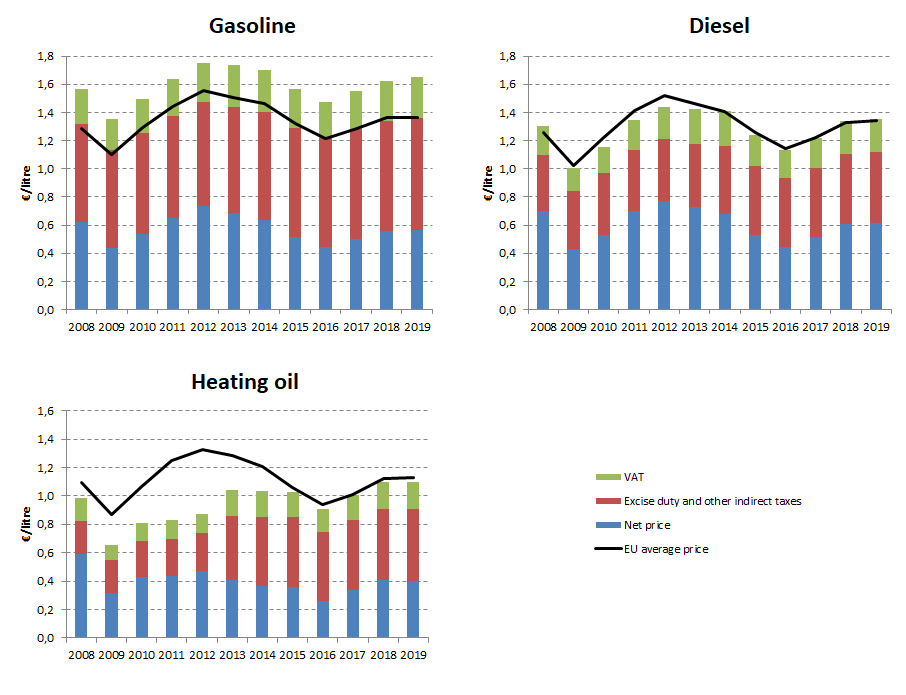 Gasoline
1,8
1,6
1,4
1,2
1,0
0,8
0,6
0,4
0,2
0,0
€/litre
2008 2009 2010 2011 2012 2013 2014 2015 2016 2017 2018 2019
Diesel
1,8
1,6
1,4
1,2
1,0
0,8
0,6
0,4
0,2
0,0
€/litre
2008 2009 2010 2011 2012 2013 2014 2015 2016 2017 2018 2019
Heating oil
1,6
1,4
1,2
1,0
0,8
0,6
0,4
0,2
0,0
€/litre
2008 2009 2010 2011 2012 2013 2014 2015 2016 2017 2018 2019
VAT
Excise duty and other indirect taxes
Net price
EU average price